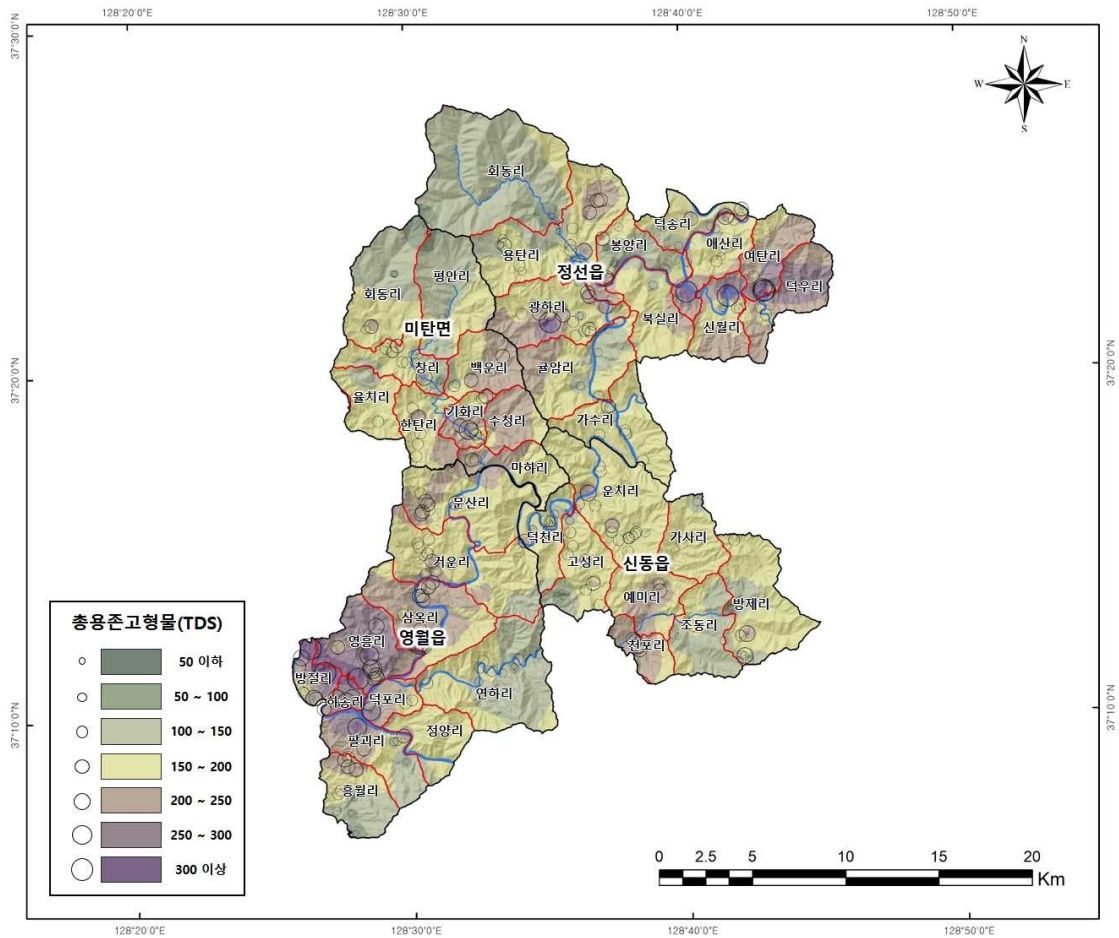 128°20'0"E 128°30'0"E 128°40'0"E 128°50'0"E
37°30'0"N
37°30'0"N
N
W E
S
회동리
덕송리
용탄리
봉양리
애산리
여탄리
정선읍
덕우리
평안리
회동리
광하리
북실리
신월리
미탄면
37°20'0"N
37°20'0"N
창리
백운리
귤암리
율치리
기화리
한탄리
수청리
가수리
마하리
운치리
문산리
덕천리
가사리
거운리
고성리
신동읍
예미리
방제리
삼옥리
조동리
영흥리
영월읍
천포리
방절리
하송리
덕포리
연하리
37°10'0"N
37°10'0"N
팔괴리
정양리
흥월리
총용존고형물(TDS)
50 이하
50 ~ 100
100 ~ 150
150 ~ 200
200 ~ 250
250 ~ 300
300 이상
0 2.5 5 10 15 20
Km
128°20'0"E 128°30'0"E 128°40'0"E 128°50'0"E